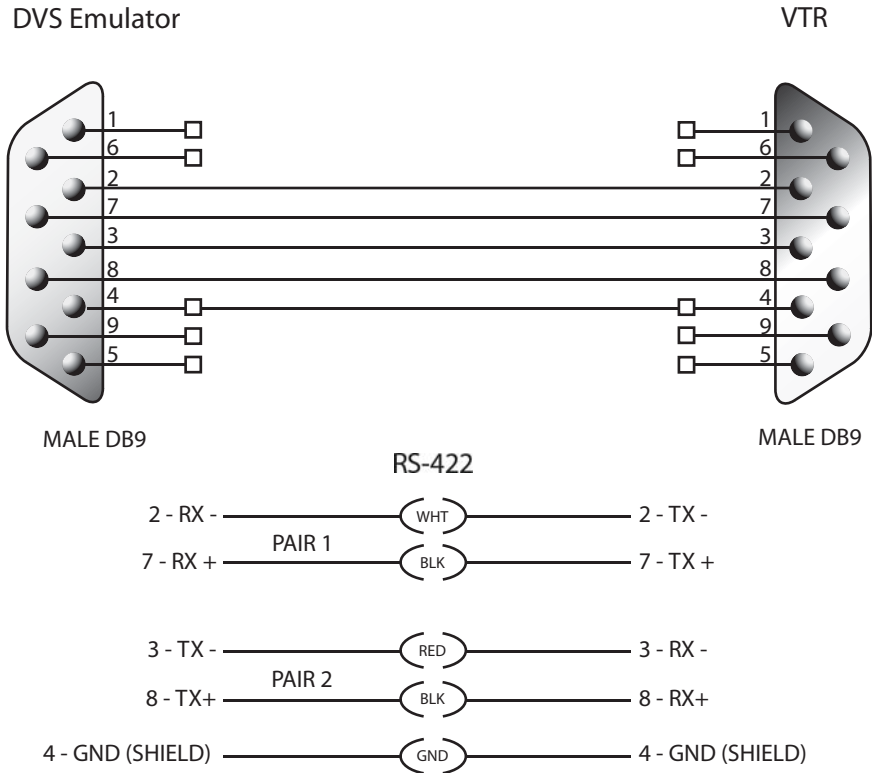 DVS Emulator VTR
1 1
6 6
2 2
7 7
3 3
8 8
4 4
9 9
5 5
MALE DB9 MALE DB9
RS-422
2 - RX - WHT 2 - TX -
PAIR 1
7 - RX + BLK 7 - TX +
3 - TX - RED 3 - RX -
PAIR 2
8 - TX+ BLK 8 - RX+
4 - GND (SHIELD) GND 4 - GND (SHIELD)